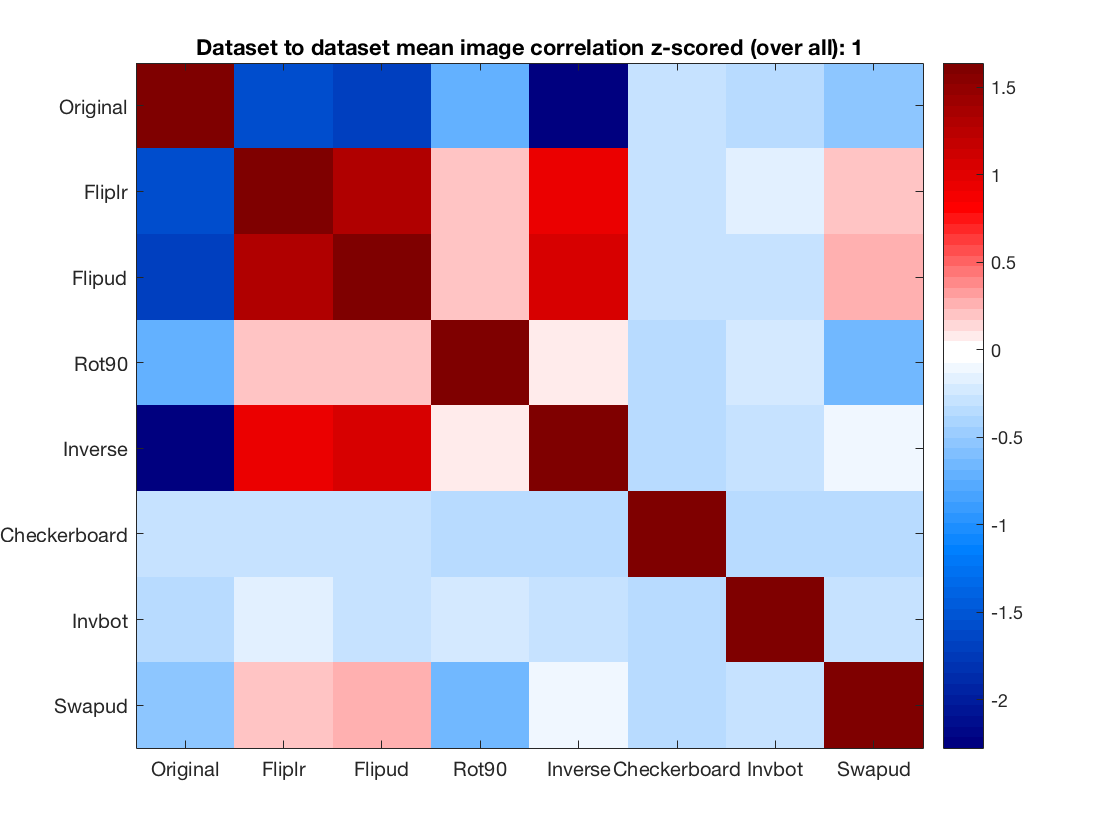 Dataset to dataset mean image correlation z-scored (over all): 1
Original
Fliplr
Flipud
Rot90
Inverse
Checkerboard
Invbot
Swapud
Original Fliplr Flipud Rot90 Inverse Checkerboard Invbot Swapud
1.5
1
0.5
0
-0.5
-1
-1.5
-2